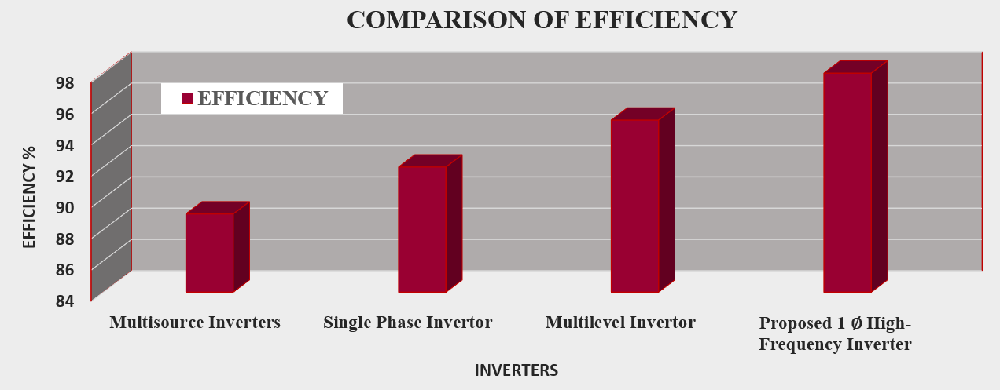 COMPARISON OF EFFICIENCY
EFFICIENCY
98
96
94
92
90
88
86
84
EFFICIENCY %
Multisource Inverters
Single Phase Invertor
Multilevel Invertor
Proposed 1 Ø High-
Frequency Inverter
INVERTERS